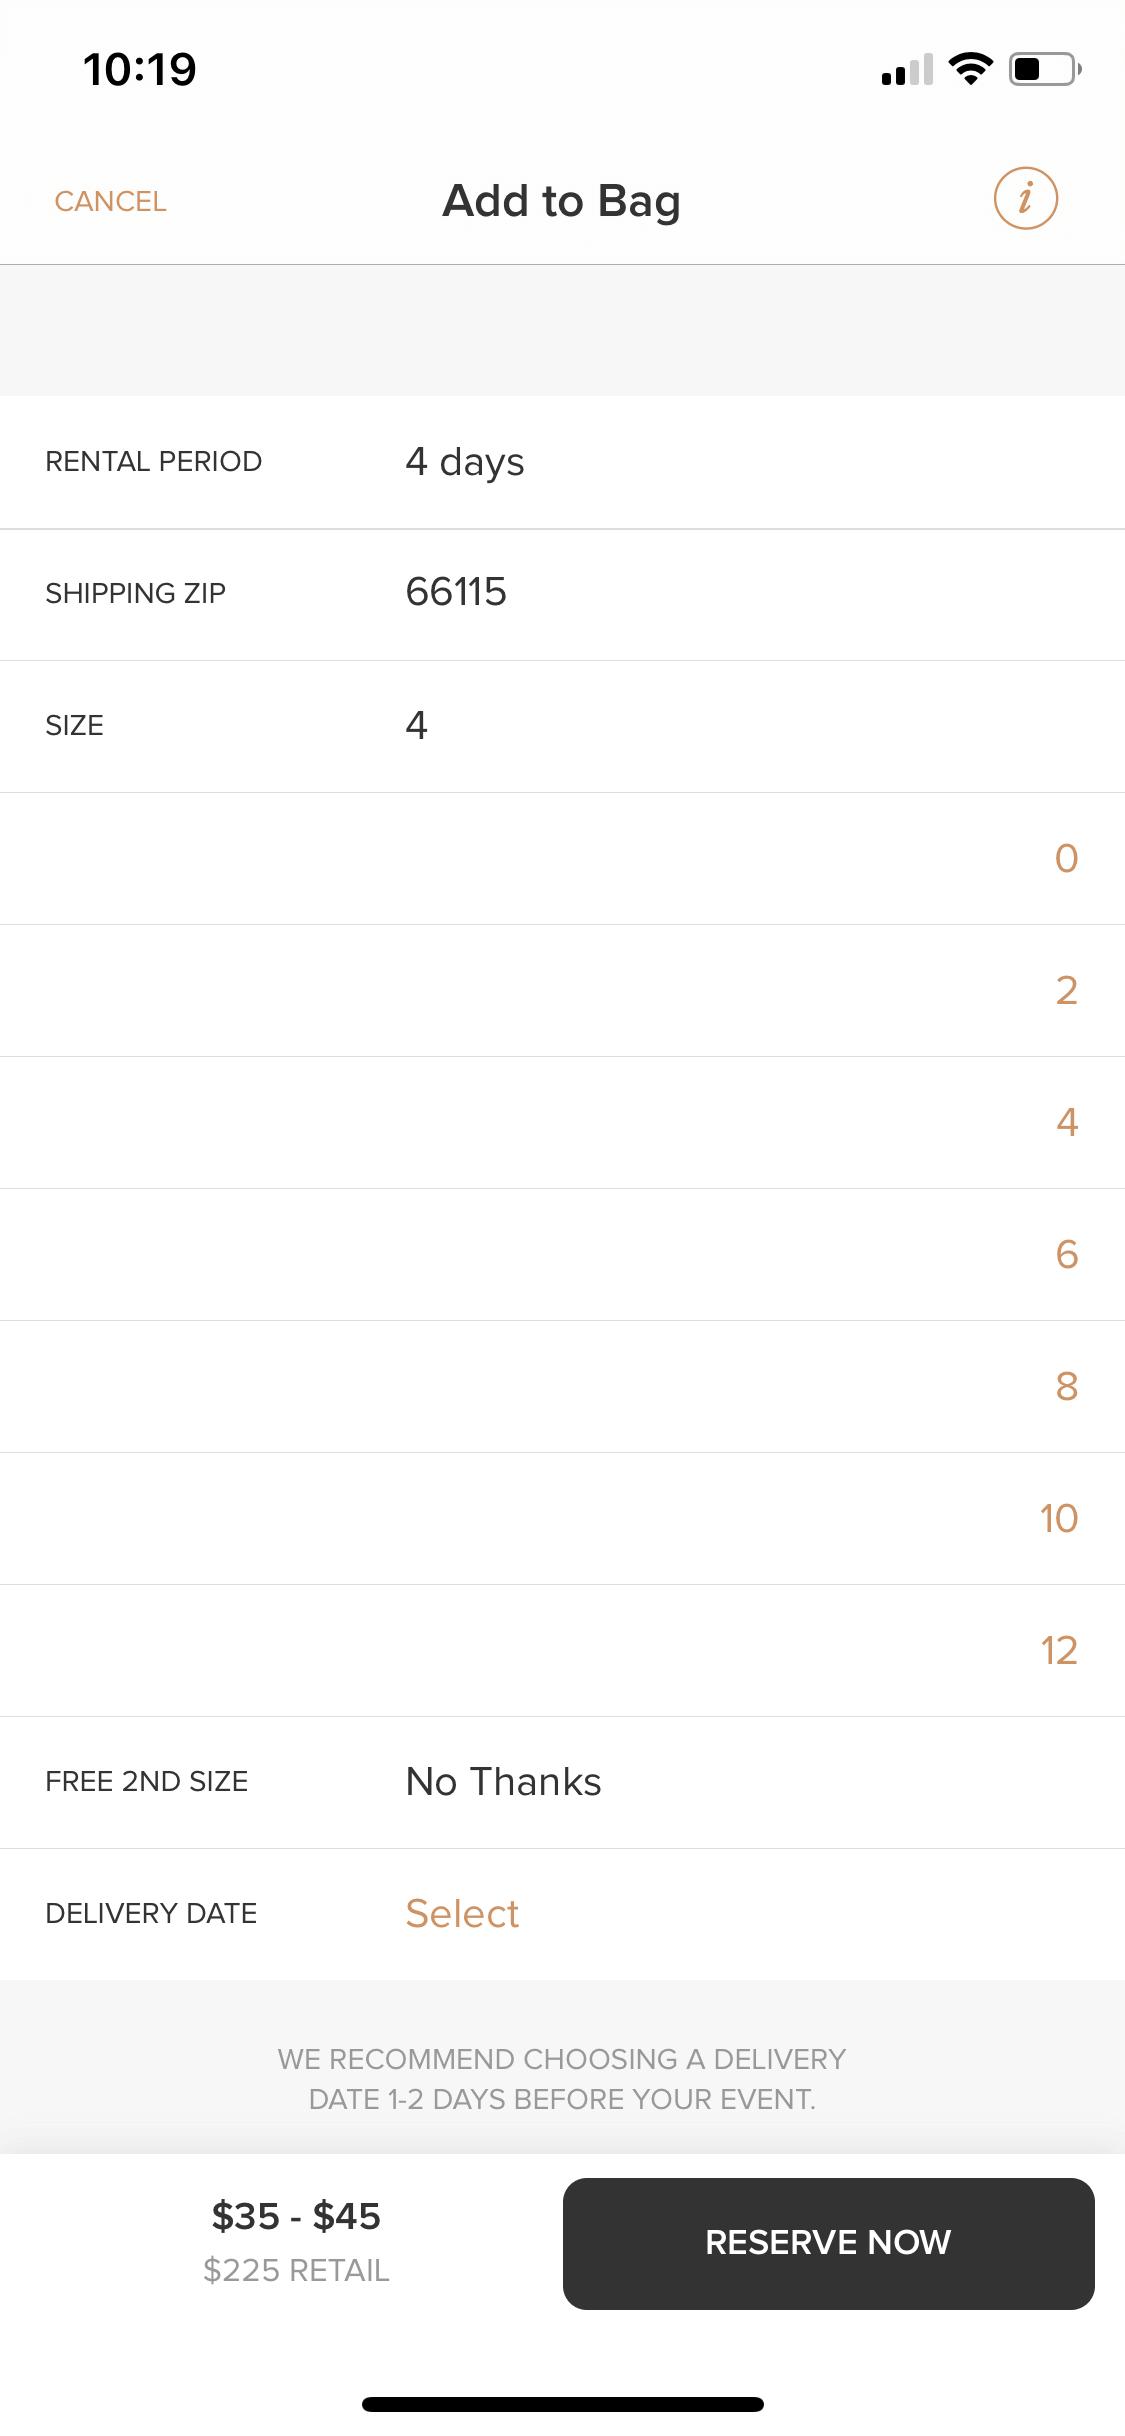 10:19
CANCEL
Add to Bag
i
RENTAL PERIOD 4 days
SHIPPING ZIP 66115
SIZE 4
0
2
4
6
8
10
12
FREE 2ND SIZE No Thanks
DELIVERY DATE Select
WE RECOMMEND CHOOSING A DELIVERY
DATE 1-2 DAYS BEFORE YOUR EVENT.
$35 - $45
$225 RETAIL
RESERVE NOW